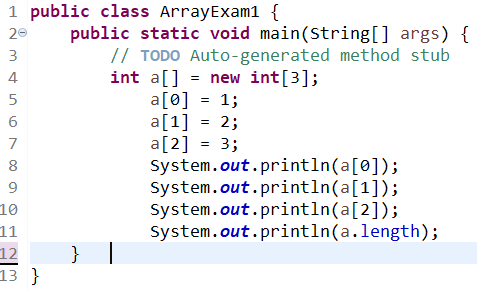 1 public class ArrayExam1 {
2 public static void main(String[] args) {
3 // TODO Auto-generated method stub
4 int a[] = new int[3];
5 a[0] = 1;
6 a[1] = 2;
7 a[2] = 3;
8 System.out.println(a[0]);
9 System.out.println(a[1]);
10 System.out.println(a[2]);
11 System.out.println(a.length);
12 }
13 }